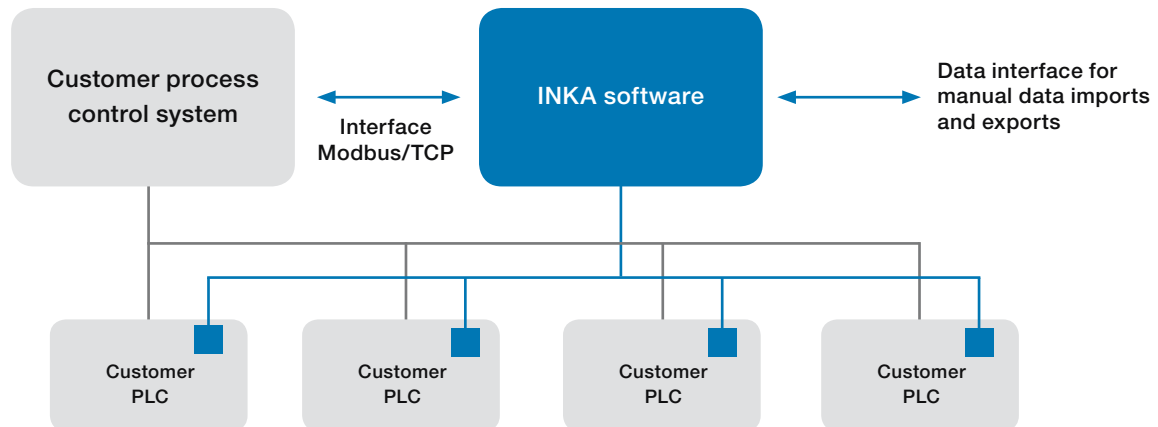 Customer process
control system
Interface
Modbus/TCP
INKA software
Data interface for
manual data imports
and exports
Customer
PLC
Customer
PLC
Customer
PLC
Customer
PLC